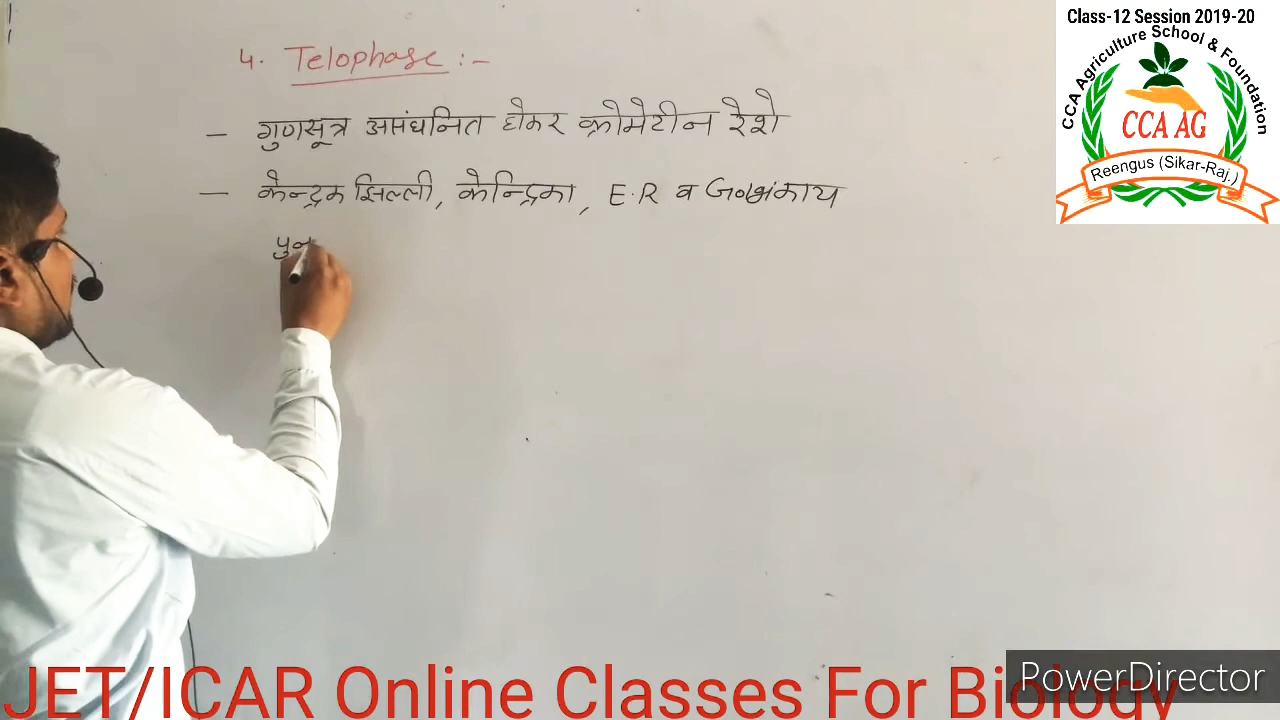 Class-12 Session 2019-20
CCA Agriculture School & Foundation
CCA AG
Reengus (Sikar-Raj.)
4. Telophase :-
- गुणसूत्र असंघनित होकर क्रोमेटीन रेशे
- केन्द्रक झिल्ली, केन्द्रिका, E.R व
पुन
JET/ICAR Online Classes For Biology
PowerDirector